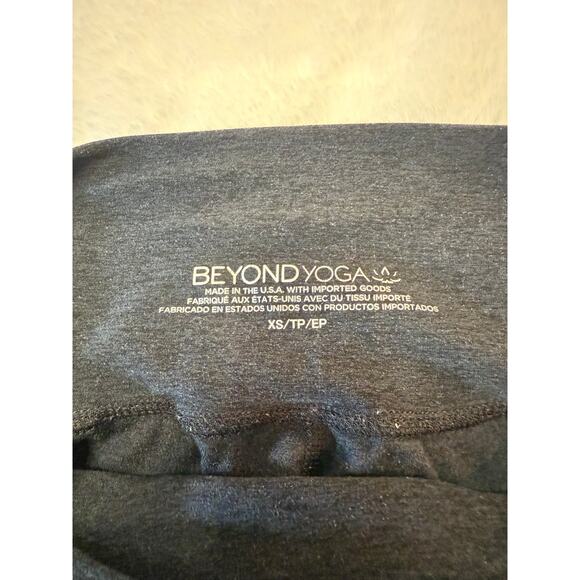 BEYOND YOGA
MADE IN THE U.S.A. WITH IMPORTED GOODS
FABRIQUÉ AUX ÉTATS-UNIS AVEC DU TISSU IMPORTÉ
FABRICADO EN ESTADOS UNIDOS CON PRODUCTOS IMPORTADOS
XS/TP/EP